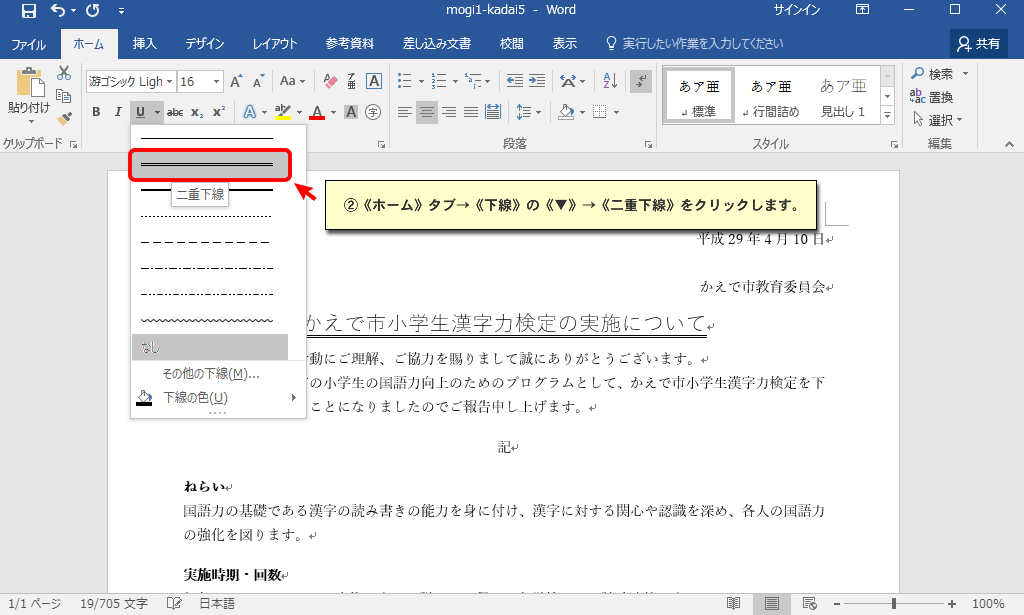 mogi1-kadai5 - Word
サインイン
ファイル ホーム 挿入 デザイン レイアウト 参考資料 差し込み文書 校閲 表示 実行したい作業を入力してください 共有
貼り付け
游ゴシック Ligh 16 A A Aa A
B I U abc x₂ x² A A A 字
あア亜 あア亜 あア亜
↲ 標準 ↲ 行間詰め 見出し 1
検索
置換
選択
クリップボード 段落 スタイル 編集
二重下線
②《ホーム》タブ→《下線》の《▼》→《二重下線》をクリックします。
なし
その他の下線(M)...
下線の色(U)
平成 29 年 4 月 10 日↲
かえで市教育委員会↲
かえで市小学生漢字力検定の実施について↲
動にご理解、ご協力を賜りまして誠にありがとうございます。↲
の小学生の国語力向上のためのプログラムとして、かえで市小学生漢字力検定を下
ことになりましたのでご報告申し上げます。↲
記↲
ねらい↲
国語力の基礎である漢字の読み書きの能力を身に付け、漢字に対する関心や認識を深め、各人の国語力
の強化を図ります。↲
実施時期・回数↲
1/1 ページ 19/705 文字 日本語 100%